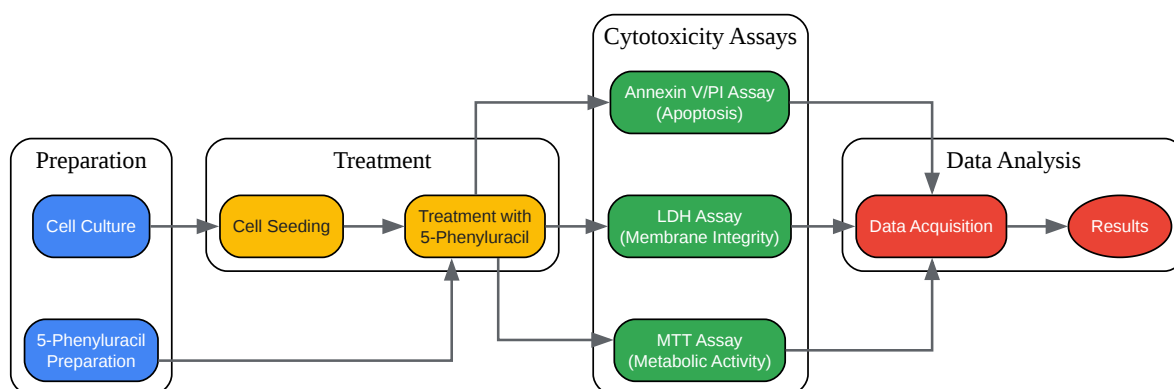 Preparation
Cell Culture
5-Phenyluracil
Preparation
Treatment
Cell Seeding
Treatment with
5-Phenyluracil
Cytotoxicity Assays
Annexin V/PI Assay
(Apoptosis)
LDH Assay
(Membrane Integrity)
MTT Assay
(Metabolic Activity)
Data Analysis
Data Acquisition
Results